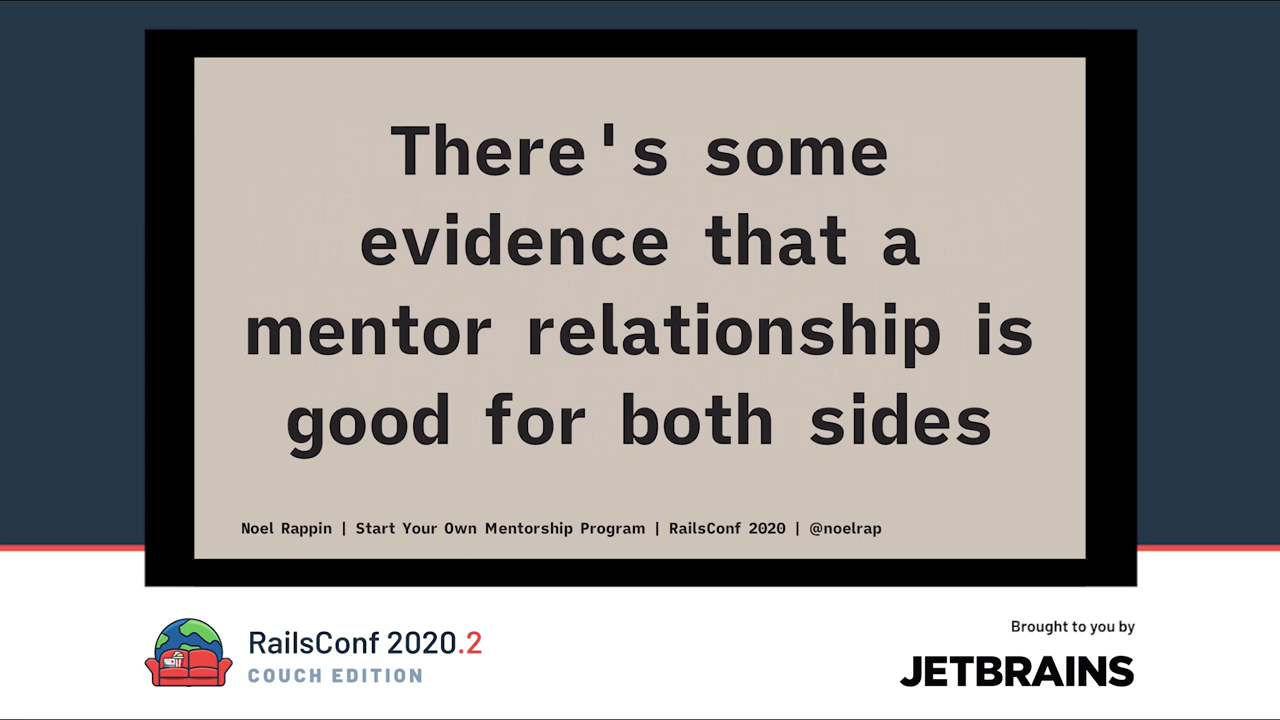 There's some
evidence that a
mentor relationship is
good for both sides
Noel Rappin | Start Your Own Mentorship Program | RailsConf 2020 | @noelrap
RailsConf 2020.2
COUCH EDITION
Brought to you by
JETBRAINS